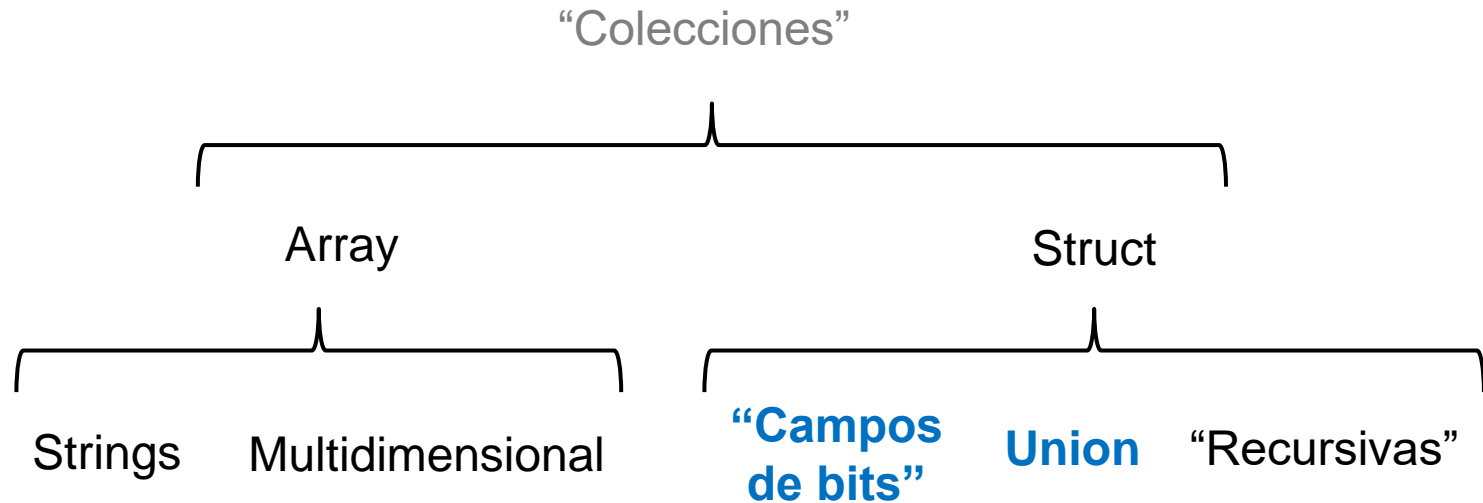 “Colecciones”
Array
Struct
Strings
Multidimensional
“Campos
de bits”
Union
“Recursivas”